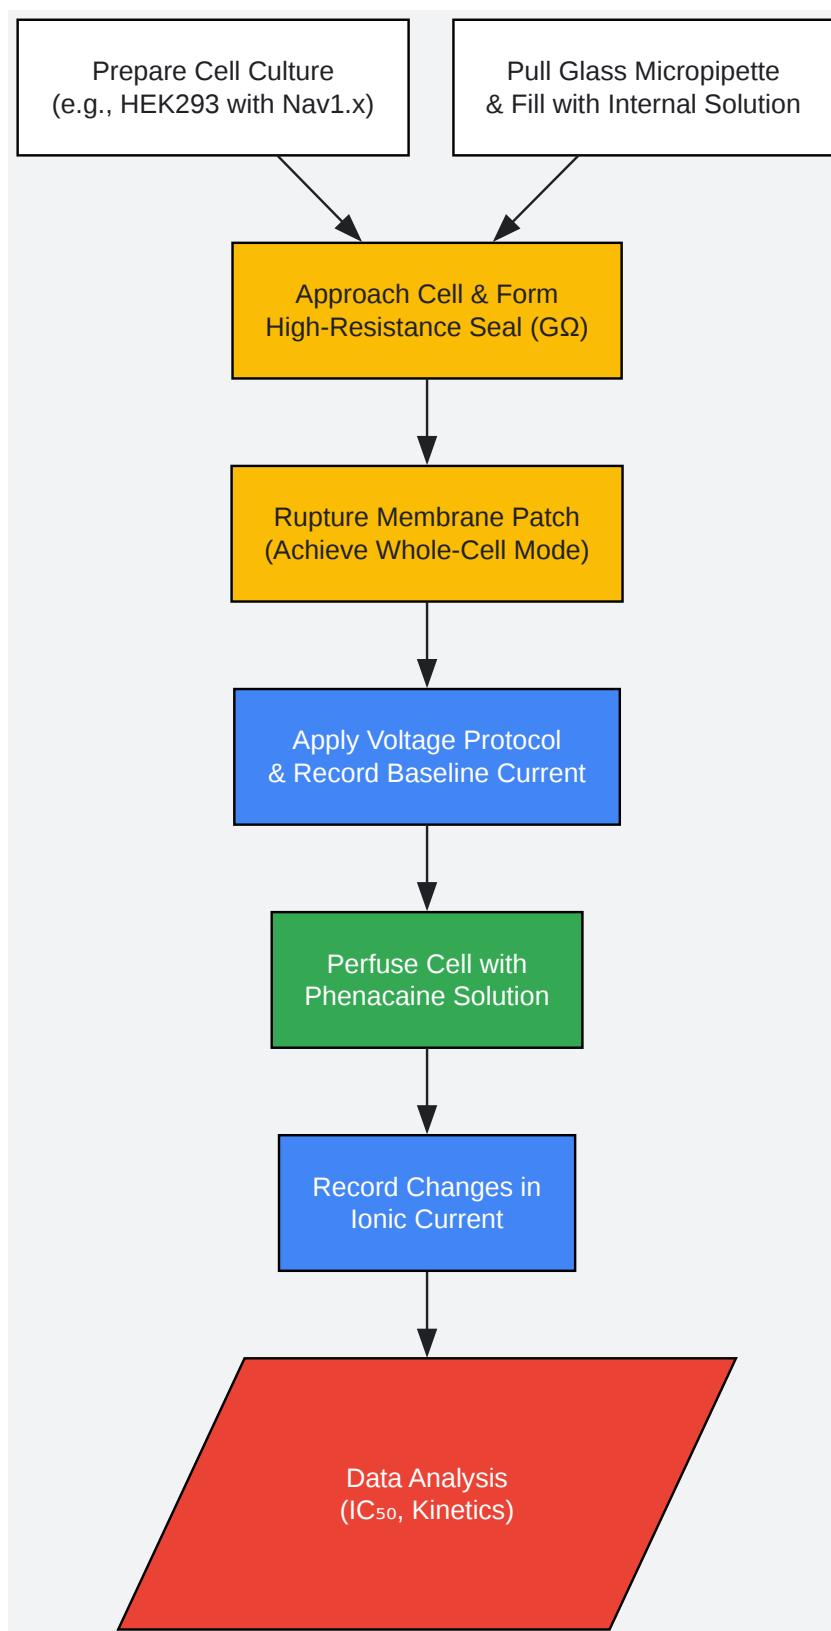 Prepare Cell Culture
(e.g., HEK293 with Nav1.x)
Pull Glass Micropipette
& Fill with Internal Solution
Approach Cell & Form
High-Resistance Seal (GΩ)
Rupture Membrane Patch
(Achieve Whole-Cell Mode)
Apply Voltage Protocol
& Record Baseline Current
Perfuse Cell with
Phenacaine Solution
Record Changes in
Ionic Current
Data Analysis
(IC₅₀, Kinetics)